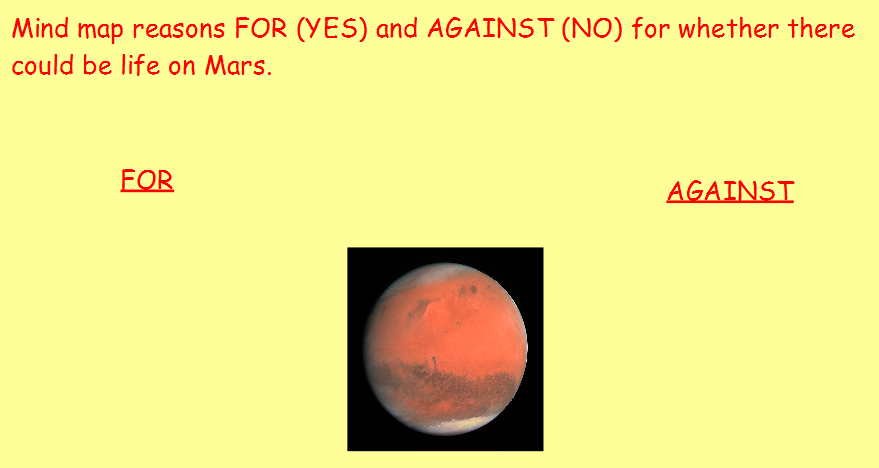 Mind map reasons FOR (YES) and AGAINST (NO) for whether there
could be life on Mars.
FOR
AGAINST